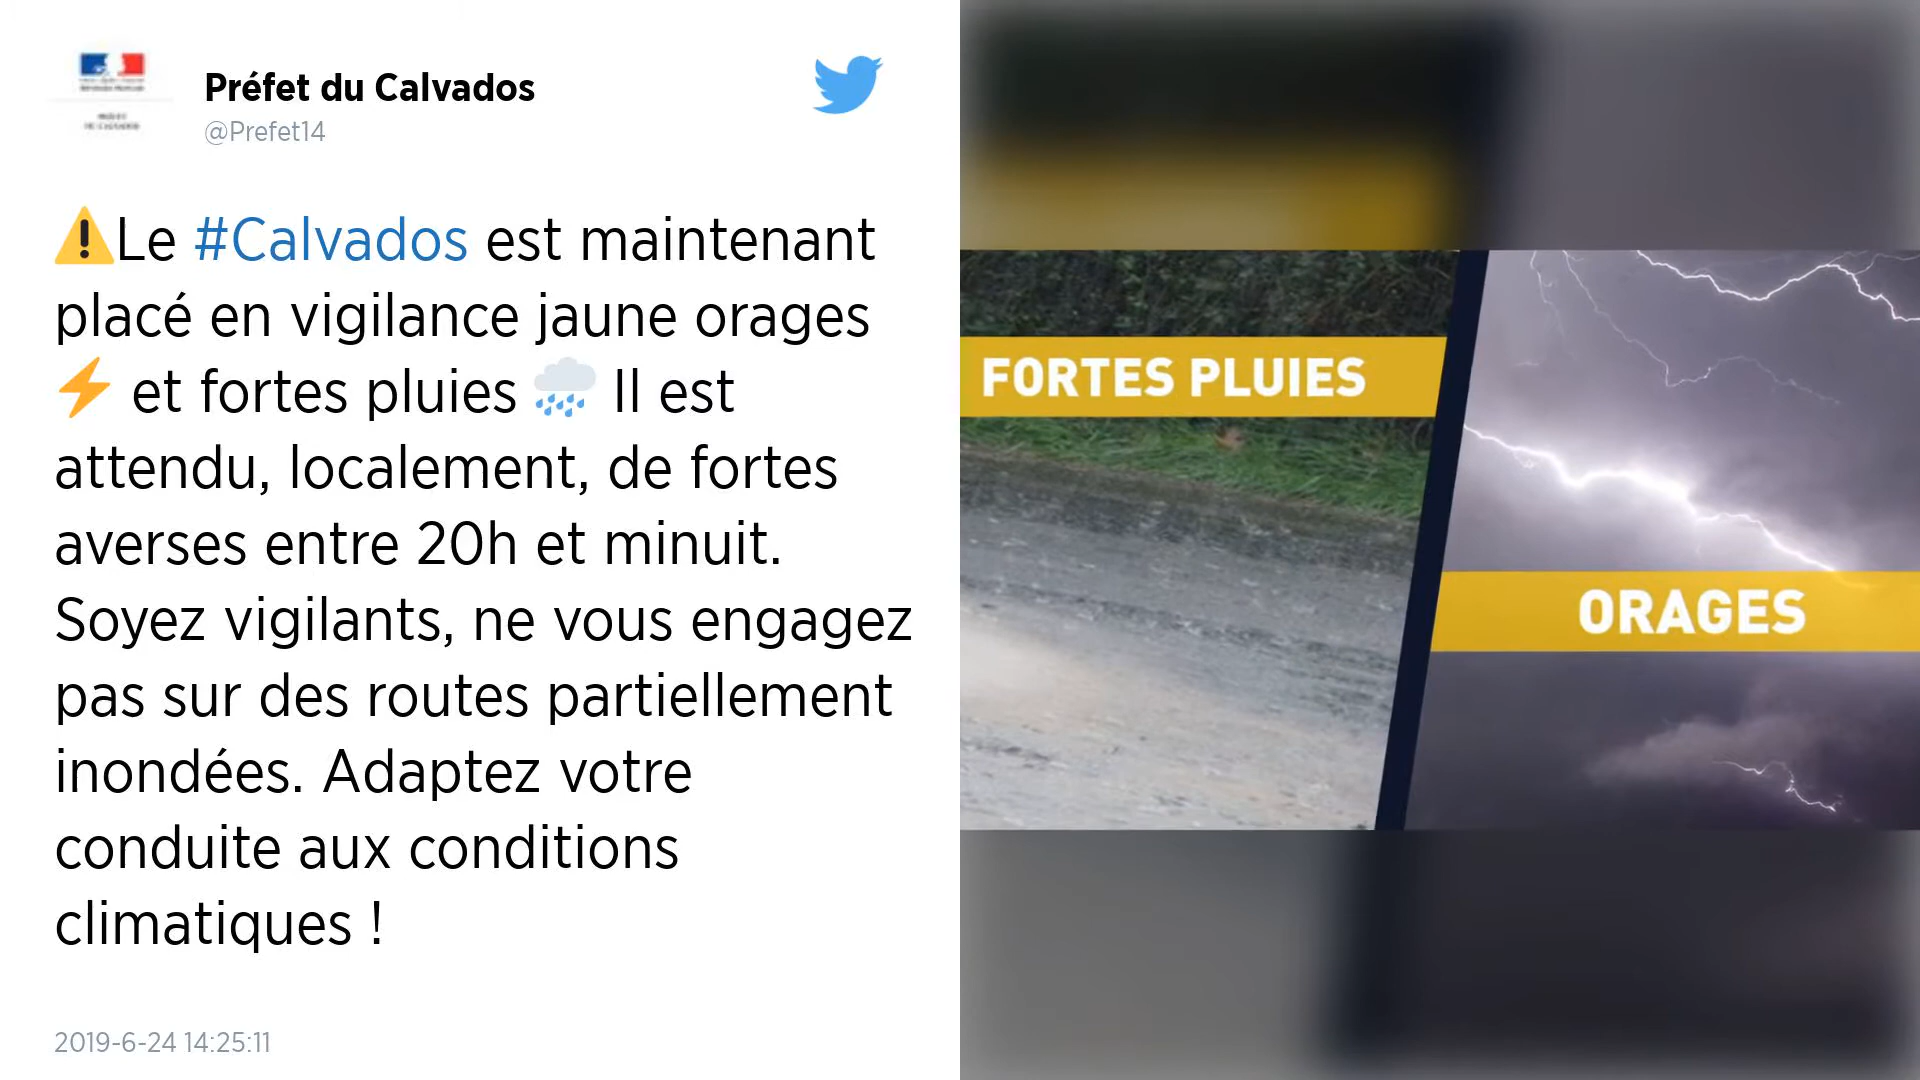 Préfet du Calvados
@Prefet14
⚠Le #Calvados est maintenant
placé en vigilance jaune orages
⚡ et fortes pluies 🌧 Il est
attendu, localement, de fortes
averses entre 20h et minuit.
Soyez vigilants, ne vous engagez
pas sur des routes partiellement
inondées. Adaptez votre
conduite aux conditions
climatiques !
2019-6-24 14:25:11
FORTES PLUIES
ORAGES